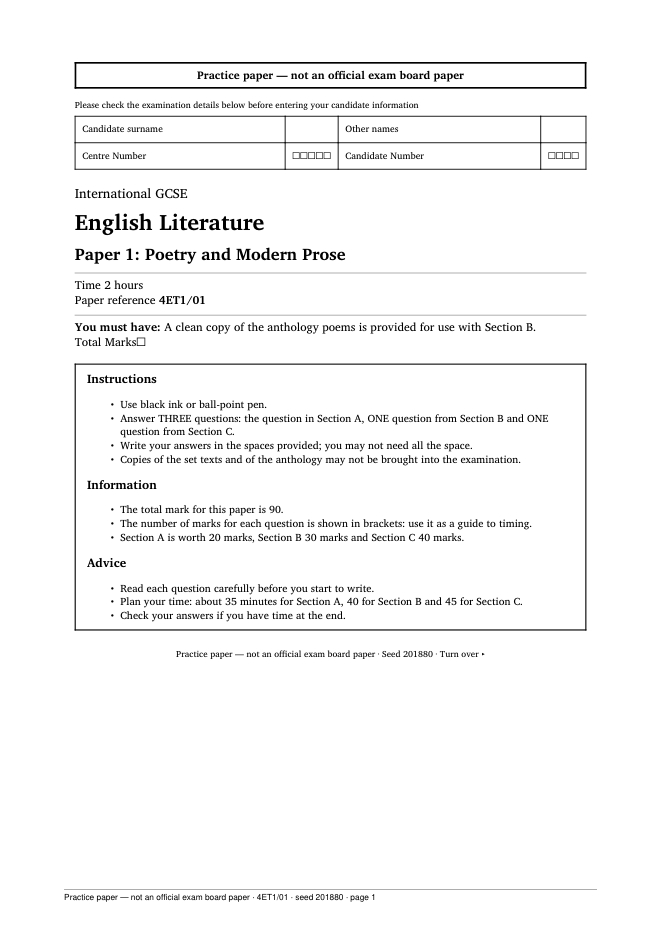 Practice paper — not an official exam board paper
Please check the examination details below before entering your candidate information
Candidate surname Other names
Centre Number ☐☐☐☐☐ Candidate Number ☐☐☐☐
International GCSE
English Literature
Paper 1: Poetry and Modern Prose
Time 2 hours
Paper reference 4ET1/01
You must have: A clean copy of the anthology poems is provided for use with Section B.
Total Marks☐
Instructions
• Use black ink or ball-point pen.
• Answer THREE questions: the question in Section A, ONE question from Section B and ONE
question from Section C.
• Write your answers in the spaces provided; you may not need all the space.
• Copies of the set texts and of the anthology may not be brought into the examination.
Information
• The total mark for this paper is 90.
• The number of marks for each question is shown in brackets: use it as a guide to timing.
• Section A is worth 20 marks, Section B 30 marks and Section C 40 marks.
Advice
• Read each question carefully before you start to write.
• Plan your time: about 35 minutes for Section A, 40 for Section B and 45 for Section C.
• Check your answers if you have time at the end.
Practice paper — not an official exam board paper · Seed 201880 · Turn over •
Practice paper — not an official exam board paper · 4ET1/01 · seed 201880 · page 1